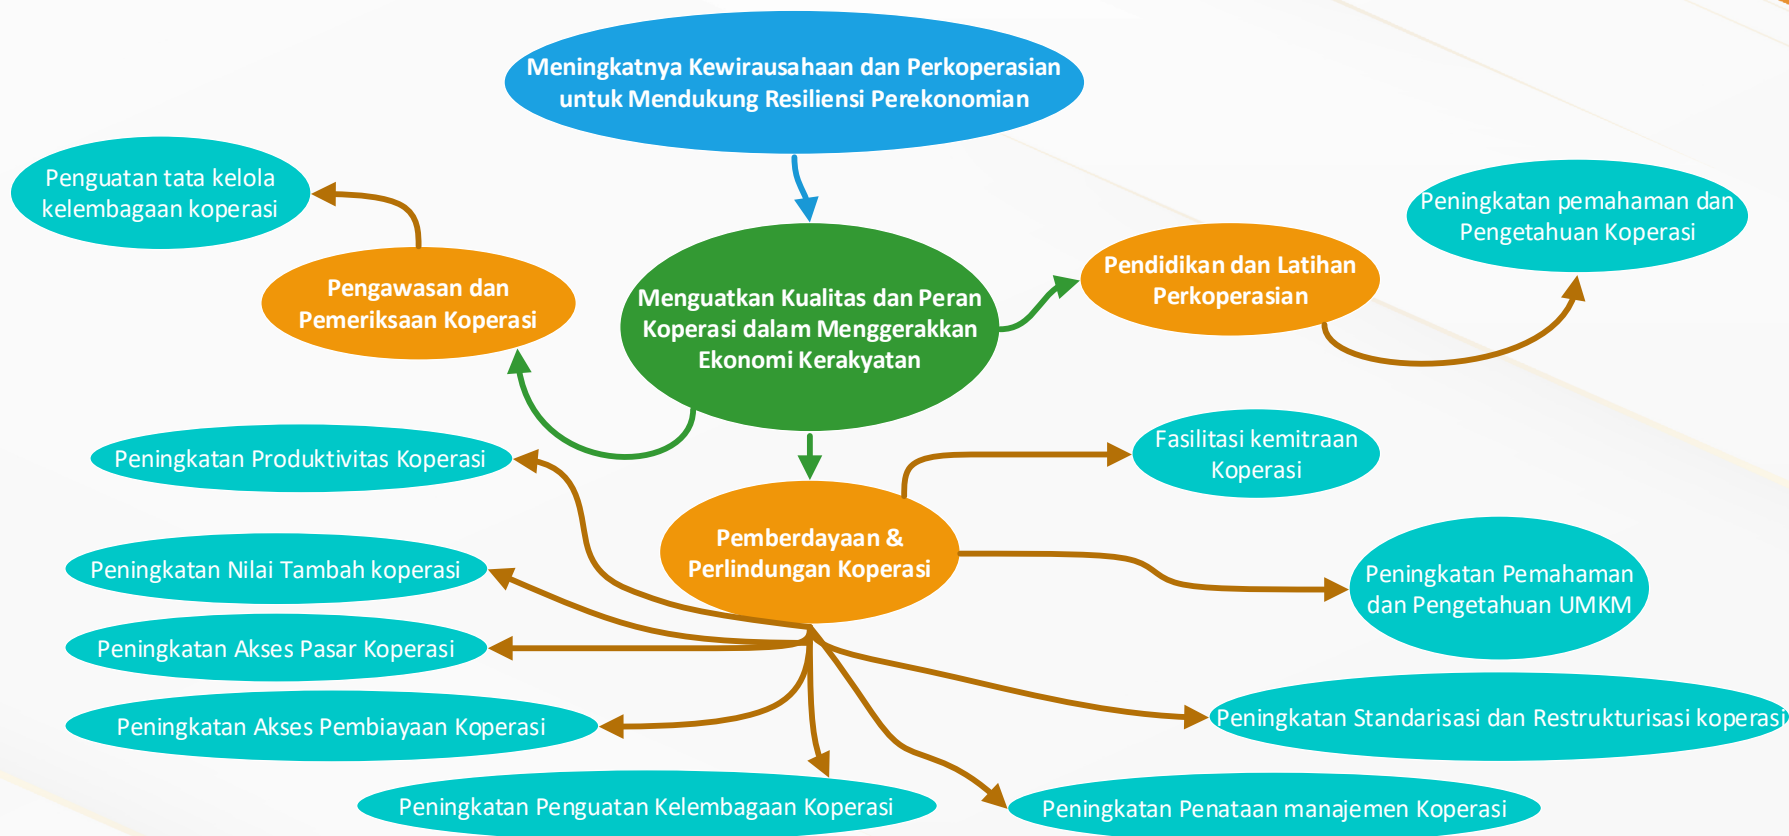 Meningkatnya Kewirausahaan dan Perkoperasian
untuk Mendukung Resiliensi Perekonomian
Penguatan tata kelola
kelembagaan koperasi
Peningkatan pemahaman dan
Pengetahuan Koperasi
Pengawasan dan
Pemeriksaan Koperasi
Menguatkan Kualitas dan Peran
Koperasi dalam Menggerakkan
Ekonomi Kerakyatan
Pendidikan dan Latihan
Perkoperasian
Peningkatan Produktivitas Koperasi
Fasilitasi kemitraan
Koperasi
Pemberdayaan &
Perlindungan Koperasi
Peningkatan Nilai Tambah koperasi
Peningkatan Pemahaman
dan Pengetahuan UMKM
Peningkatan Akses Pasar Koperasi
Peningkatan Akses Pembiayaan Koperasi
Peningkatan Standarisasi dan Restrukturisasi koperasi
Peningkatan Penguatan Kelembagaan Koperasi
Peningkatan Penataan manajemen Koperasi